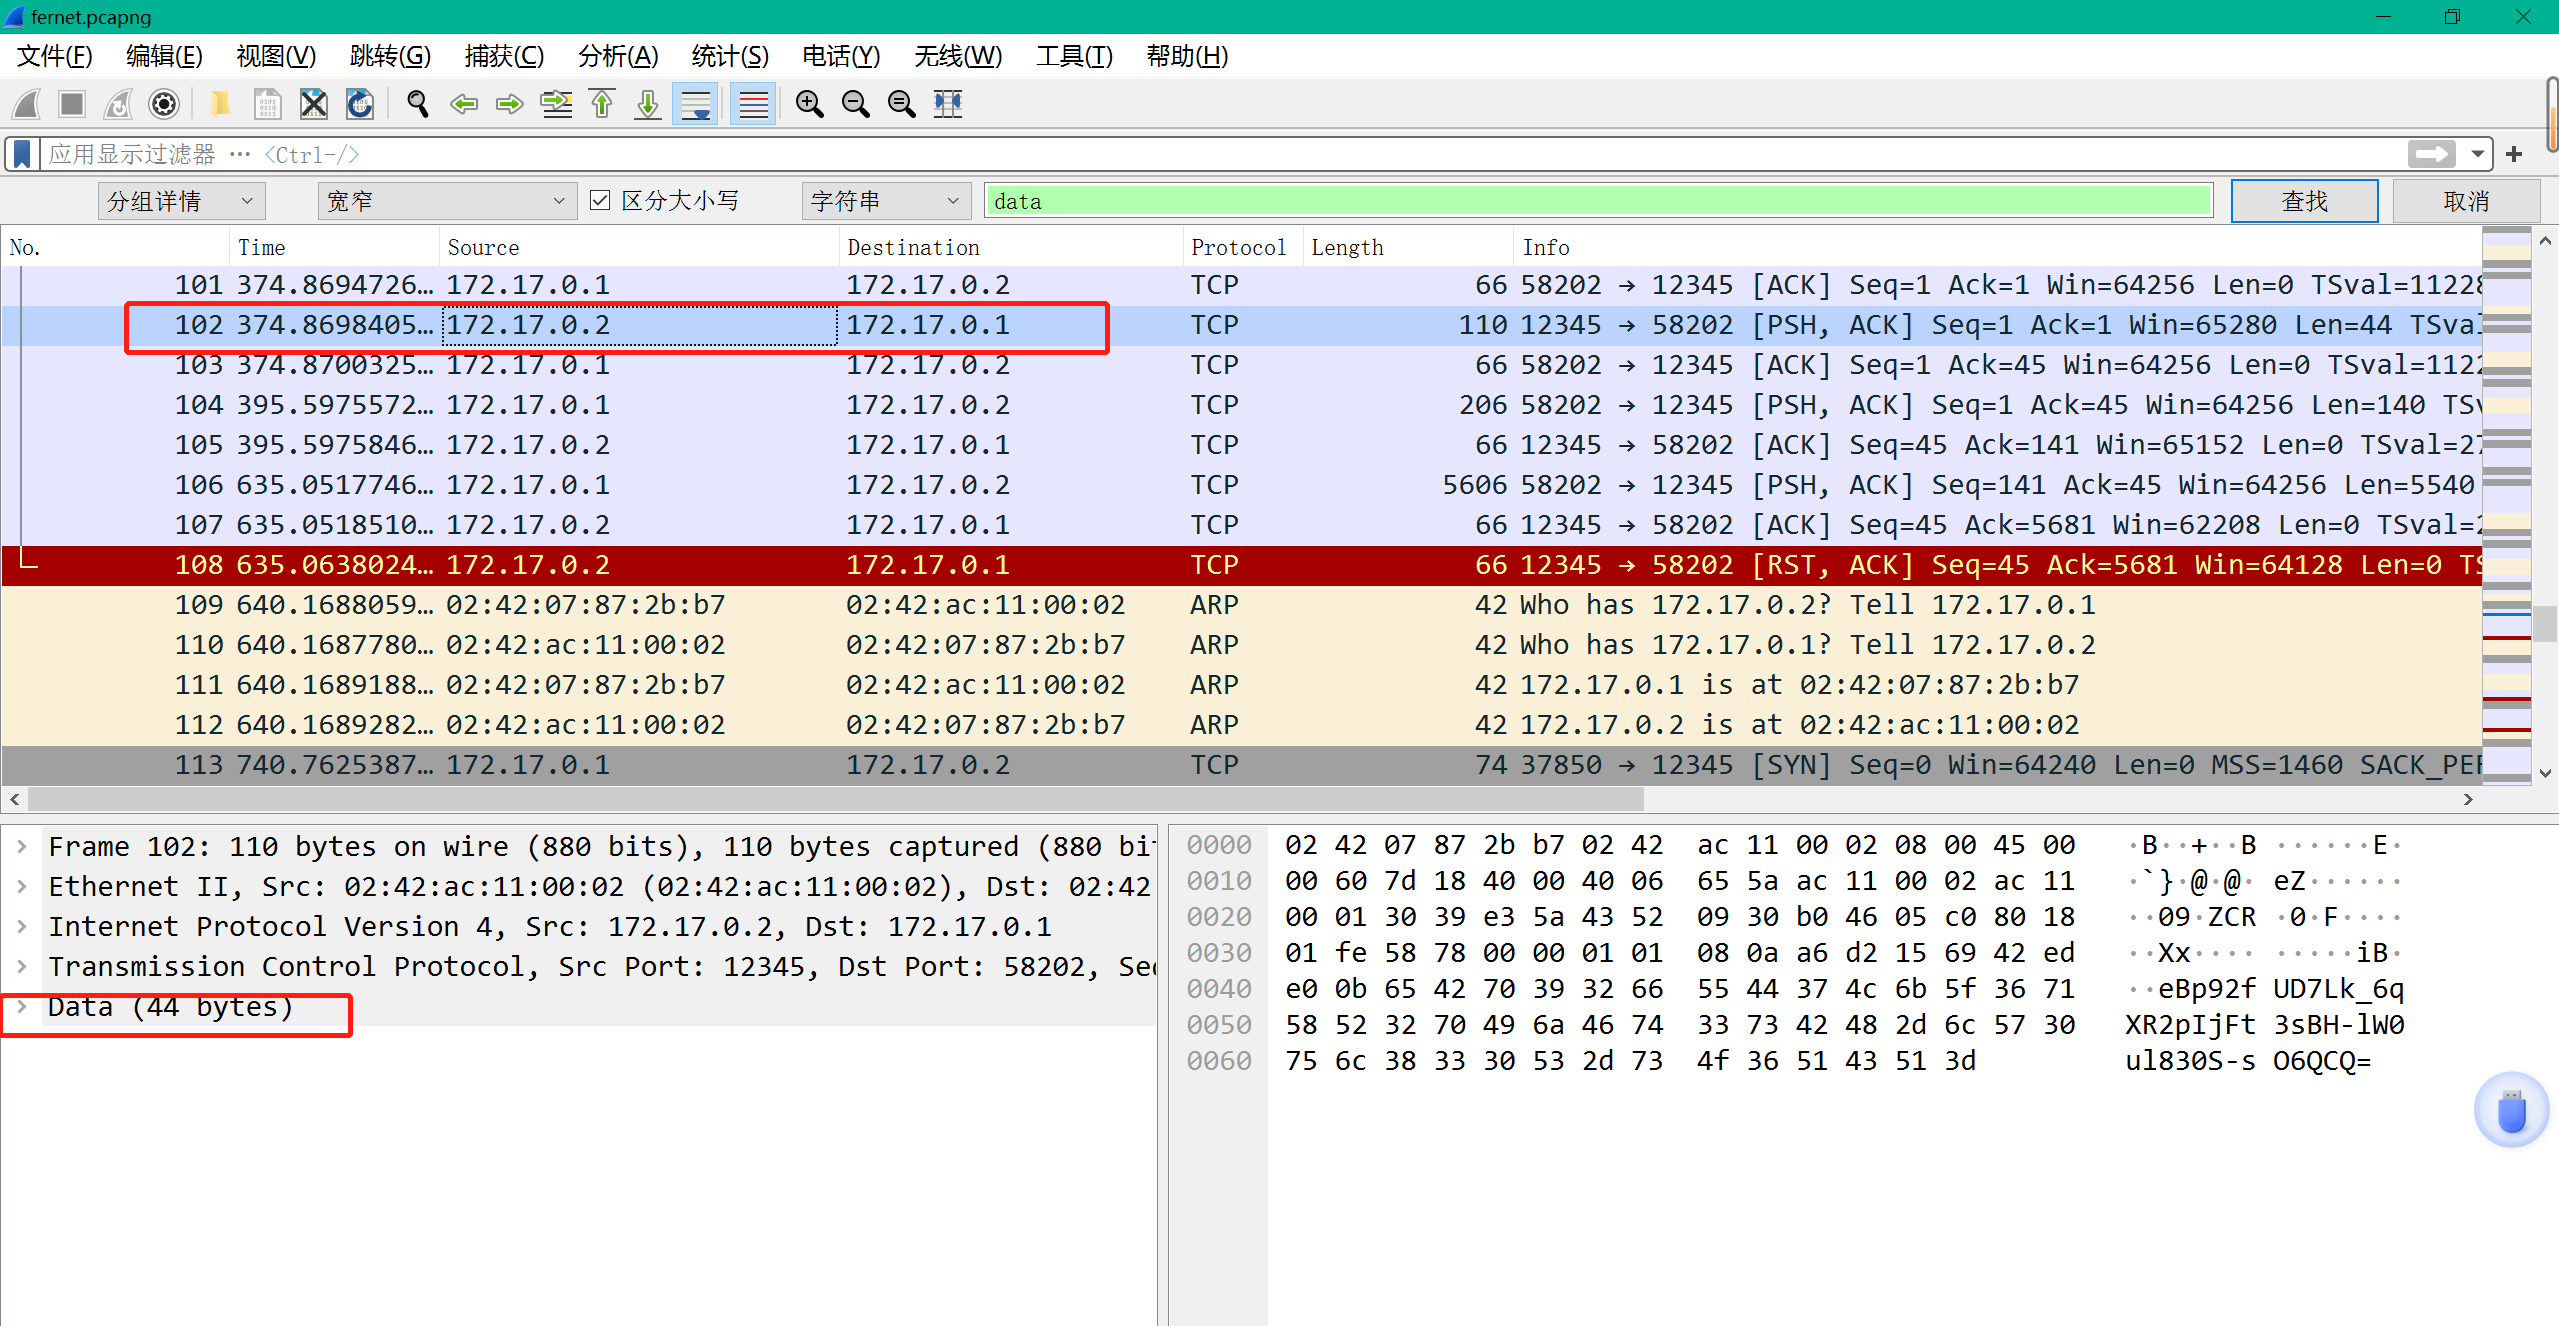 fernet.pcapng
文件(F) 编辑(E) 视图(V) 跳转(G) 捕获(C) 分析(A) 统计(S) 电话(Y) 无线(W) 工具(T) 帮助(H)
应用显示过滤器 … <Ctrl-/>
分组详情 宽窄 区分大小写 字符串 data 查找 取消
No. Time Source Destination Protocol Length Info
101 374.8694726… 172.17.0.1 172.17.0.2 TCP 66 58202 → 12345 [ACK] Seq=1 Ack=1 Win=64256 Len=0 TSval=11228
102 374.8698405… 172.17.0.2 172.17.0.1 TCP 110 12345 → 58202 [PSH, ACK] Seq=1 Ack=1 Win=65280 Len=44 TSval
103 374.8700325… 172.17.0.1 172.17.0.2 TCP 66 58202 → 12345 [ACK] Seq=1 Ack=45 Win=64256 Len=0 TSval=1122
104 395.5975572… 172.17.0.1 172.17.0.2 TCP 206 58202 → 12345 [PSH, ACK] Seq=1 Ack=45 Win=64256 Len=140 TSv
105 395.5975846… 172.17.0.2 172.17.0.1 TCP 66 12345 → 58202 [ACK] Seq=45 Ack=141 Win=65152 Len=0 TSval=27
106 635.0517746… 172.17.0.1 172.17.0.2 TCP 5606 58202 → 12345 [PSH, ACK] Seq=141 Ack=45 Win=64256 Len=5540
107 635.0518510… 172.17.0.2 172.17.0.1 TCP 66 12345 → 58202 [ACK] Seq=45 Ack=5681 Win=62208 Len=0 TSval=2
108 635.0638024… 172.17.0.2 172.17.0.1 TCP 66 12345 → 58202 [RST, ACK] Seq=45 Ack=5681 Win=64128 Len=0 TS
109 640.1688059… 02:42:07:87:2b:b7 02:42:ac:11:00:02 ARP 42 Who has 172.17.0.2? Tell 172.17.0.1
110 640.1687780… 02:42:ac:11:00:02 02:42:07:87:2b:b7 ARP 42 Who has 172.17.0.1? Tell 172.17.0.2
111 640.1689188… 02:42:07:87:2b:b7 02:42:ac:11:00:02 ARP 42 172.17.0.1 is at 02:42:07:87:2b:b7
112 640.1689282… 02:42:ac:11:00:02 02:42:07:87:2b:b7 ARP 42 172.17.0.2 is at 02:42:ac:11:00:02
113 740.7625387… 172.17.0.1 172.17.0.2 TCP 74 37850 → 12345 [SYN] Seq=0 Win=64240 Len=0 MSS=1460 SACK_PER
Frame 102: 110 bytes on wire (880 bits), 110 bytes captured (880 bit
Ethernet II, Src: 02:42:ac:11:00:02 (02:42:ac:11:00:02), Dst: 02:42
Internet Protocol Version 4, Src: 172.17.0.2, Dst: 172.17.0.1
Transmission Control Protocol, Src Port: 12345, Dst Port: 58202, Seq
Data (44 bytes)
0000 02 42 07 87 2b b7 02 42 ac 11 00 02 08 00 45 00 ·B··+··B ······E·
0010 00 60 7d 18 40 00 40 06 65 5a ac 11 00 02 ac 11 ·`}·@·@· eZ······
0020 00 01 30 39 e3 5a 43 52 09 30 b0 46 05 c0 80 18 ··09·ZCR ·0·F····
0030 01 fe 58 78 00 00 01 01 08 0a a6 d2 15 69 42 ed ··Xx···· ·····iB·
0040 e0 0b 65 42 70 39 32 66 55 44 37 4c 6b 5f 36 71 ··eBp92f UD7Lk_6q
0050 58 52 32 70 49 6a 46 74 33 73 42 48 2d 6c 57 30 XR2pIjFt 3sBH-lW0
0060 75 6c 38 33 30 53 2d 73 4f 36 51 43 51 3d ul830S-s O6QCQ=